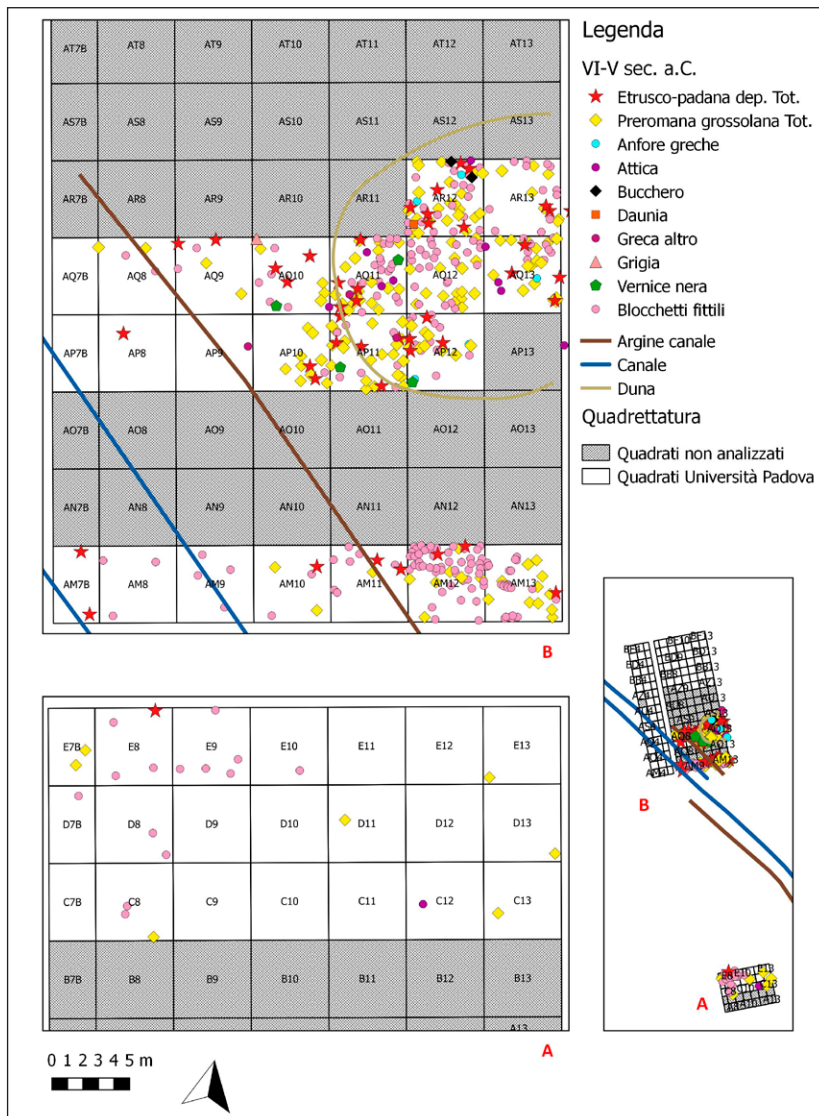 AT7B AT8 AT9 AT10 AT11 AT12 AT13
AS7B AS8 AS9 AS10 AS11 AS12 AS13
AR7B AR8 AR9 AR10 AR11 AR12 AR13
AQ7B AQ8 AQ9 AQ10 AQ11 AQ12 AQ13
AP7B AP8 AP9 AP10 AP11 AP12 AP13
AO7B AO8 AO9 AO10 AO11 AO12 AO13
AN7B AN8 AN9 AN10 AN11 AN12 AN13
AM7B AM8 AM9 AM10 AM11 AM12 AM13
B
Legenda
VI-V sec. a.C.
Etrusco-padana dep. Tot.
Preromana grossolana Tot.
Anfore greche
Attica
Bucchero
Daunia
Greca altro
Grigia
Vernice nera
Blocchetti fittili
Argine canale
Canale
Duna
Quadrettatura
Quadrati non analizzati
Quadrati Università Padova
E7B E8 E9 E10 E11 E12 E13
D7B D8 D9 D10 D11 D12 D13
C7B C8 C9 C10 C11 C12 C13
B7B B8 B9 B10 B11 B12 B13
A13
A
0 1 2 3 4 5 m
B
A